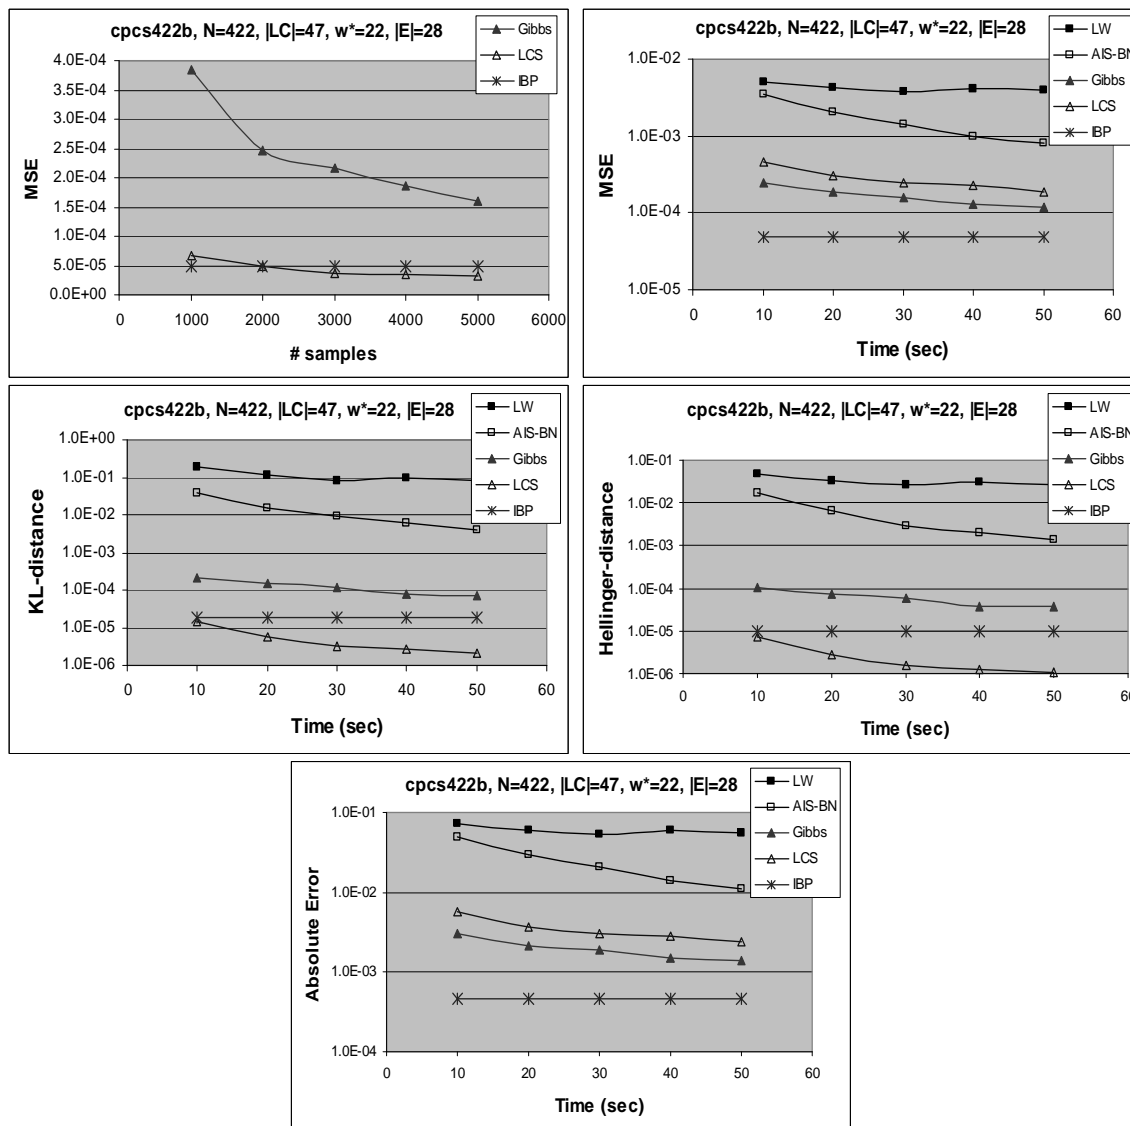 cpcs422b, N=422, |LC|=47, w*=22, |E|=28
Gibbs
LCS
IBP
4.0E-04
3.5E-04
3.0E-04
2.5E-04
2.0E-04
1.5E-04
1.0E-04
5.0E-05
0.0E+00
MSE
0 1000 2000 3000 4000 5000 6000
# samples
cpcs422b, N=422, |LC|=47, w*=22, |E|=28
LW
AIS-BN
Gibbs
LCS
IBP
1.0E-02
1.0E-03
1.0E-04
1.0E-05
MSE
0 10 20 30 40 50 60
Time (sec)
cpcs422b, N=422, |LC|=47, w*=22, |E|=28
LW
AIS-BN
Gibbs
LCS
IBP
1.0E+00
1.0E-01
1.0E-02
1.0E-03
1.0E-04
1.0E-05
1.0E-06
KL-distance
0 10 20 30 40 50 60
Time (sec)
cpcs422b, N=422, |LC|=47, w*=22, |E|=28
LW
AIS-BN
Gibbs
LCS
IBP
1.0E-01
1.0E-02
1.0E-03
1.0E-04
1.0E-05
1.0E-06
Hellinger-distance
0 10 20 30 40 50 60
Time (sec)
cpcs422b, N=422, |LC|=47, w*=22, |E|=28
LW
AIS-BN
Gibbs
LCS
IBP
1.0E-01
1.0E-02
1.0E-03
1.0E-04
Absolute Error
0 10 20 30 40 50 60
Time (sec)